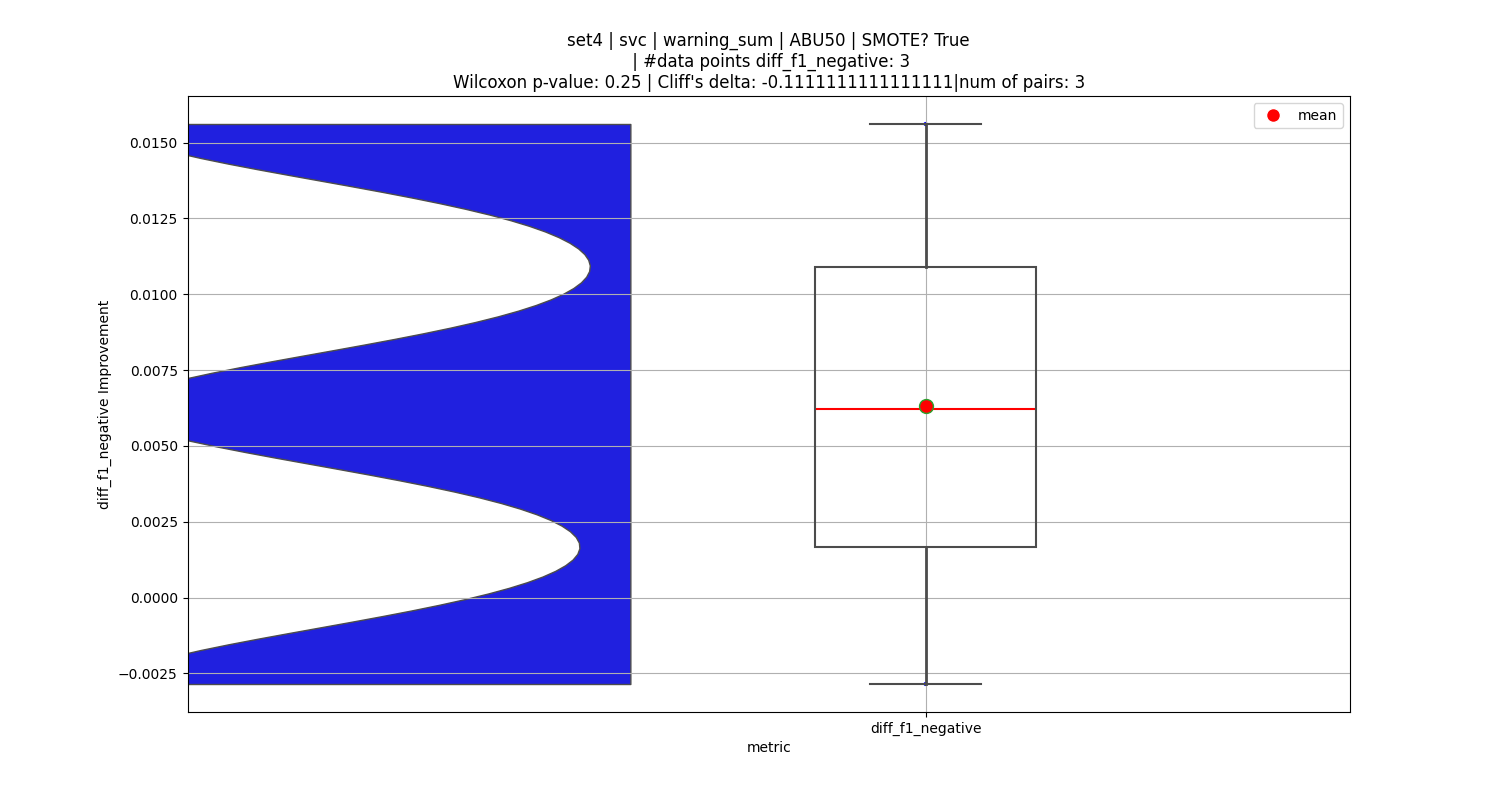 set4 | svc | warning_sum | ABU50 | SMOTE? True
| #data points diff_f1_negative: 3
Wilcoxon p-value: 0.25 | Cliff's delta: -0.1111111111111111|num of pairs: 3
mean
0.0150
0.0125
0.0100
0.0075
0.0050
0.0025
0.0000
−0.0025
diff_f1_negative Improvement
diff_f1_negative
metric